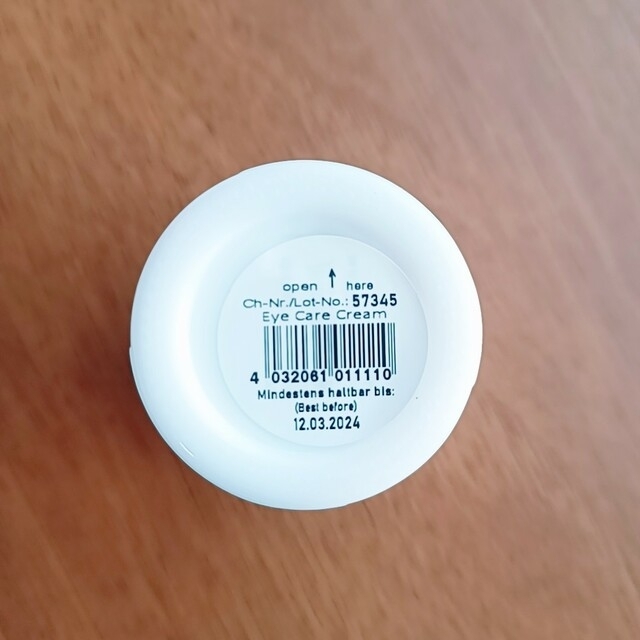 open ↑ here
Ch-Nr./Lot-No.: 57345
Eye Care Cream
4 032061 011110
Mindestens haltbar bis:
(Best before)
12.03.2024